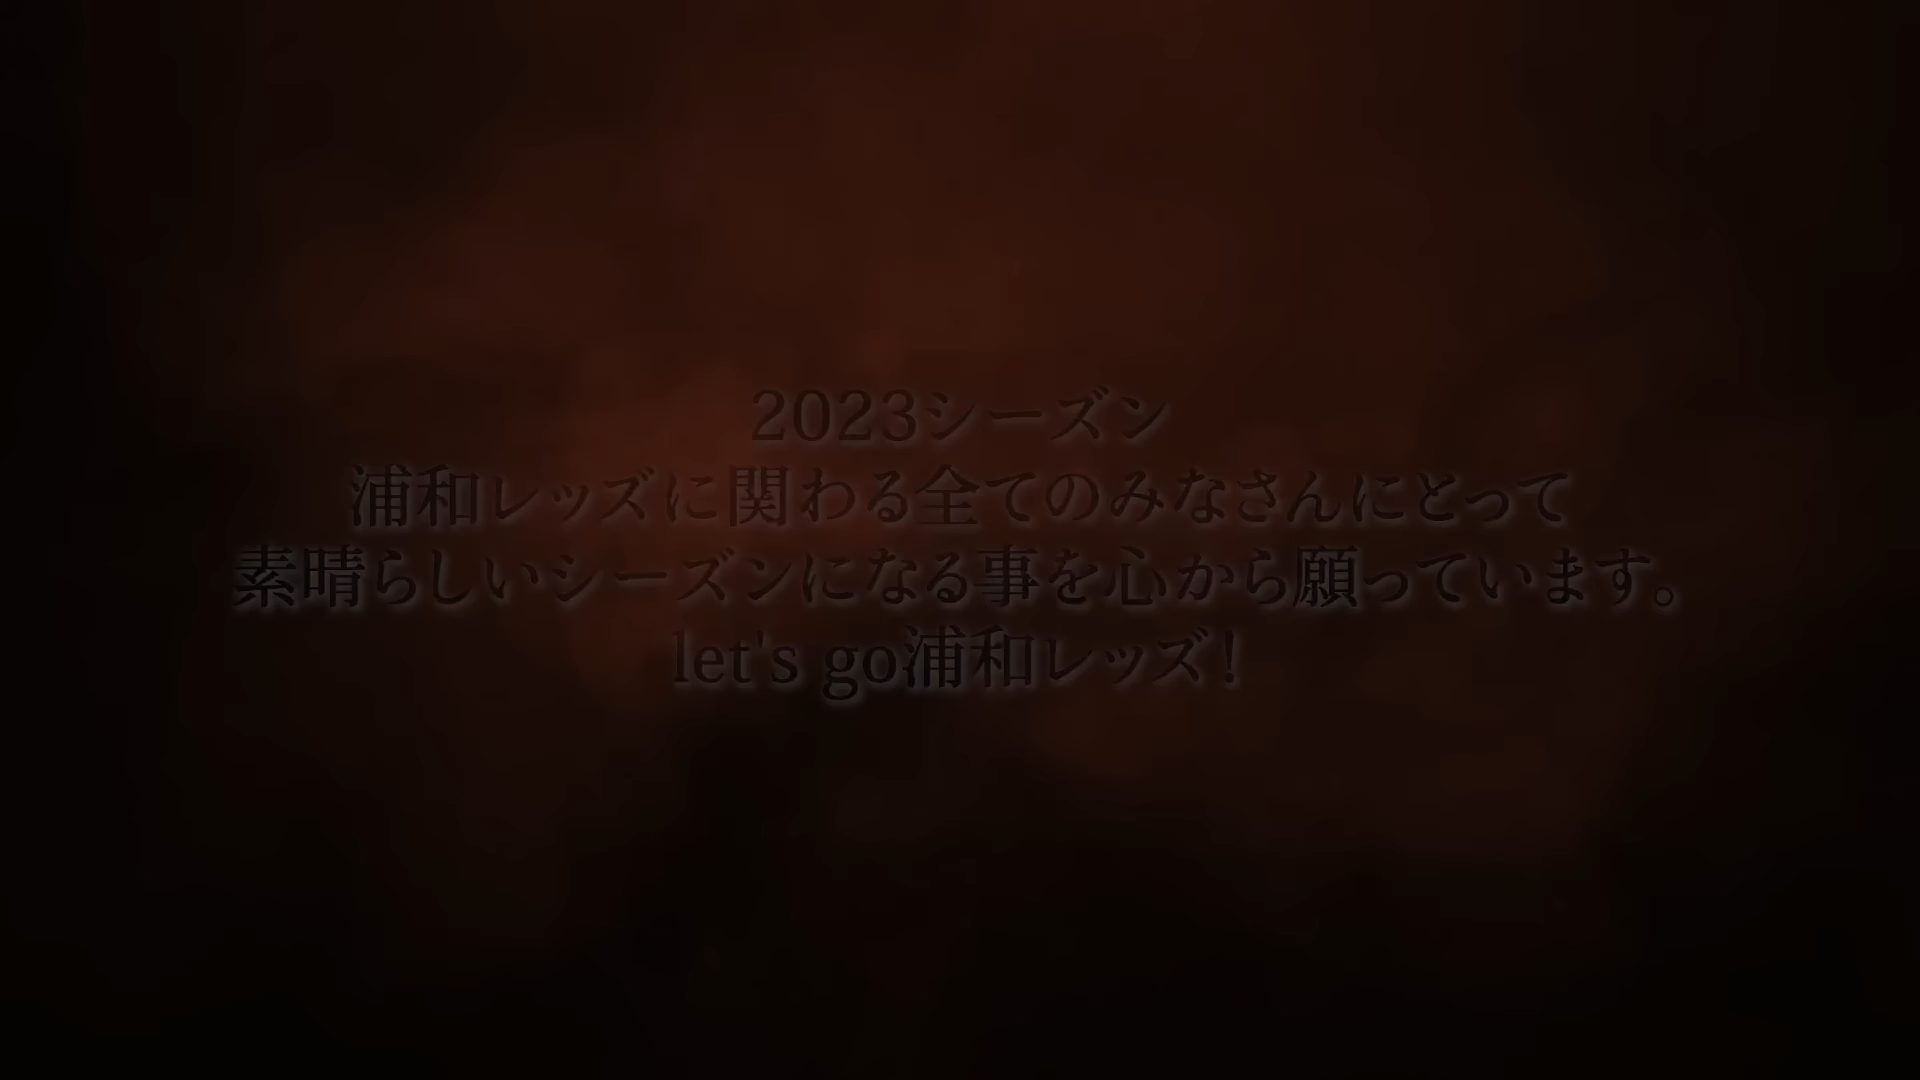 2023シーズン
浦和レッズに関わる全てのみなさんにとって
素晴らしいシーズンになる事を心から願っています。
let's go浦和レッズ！